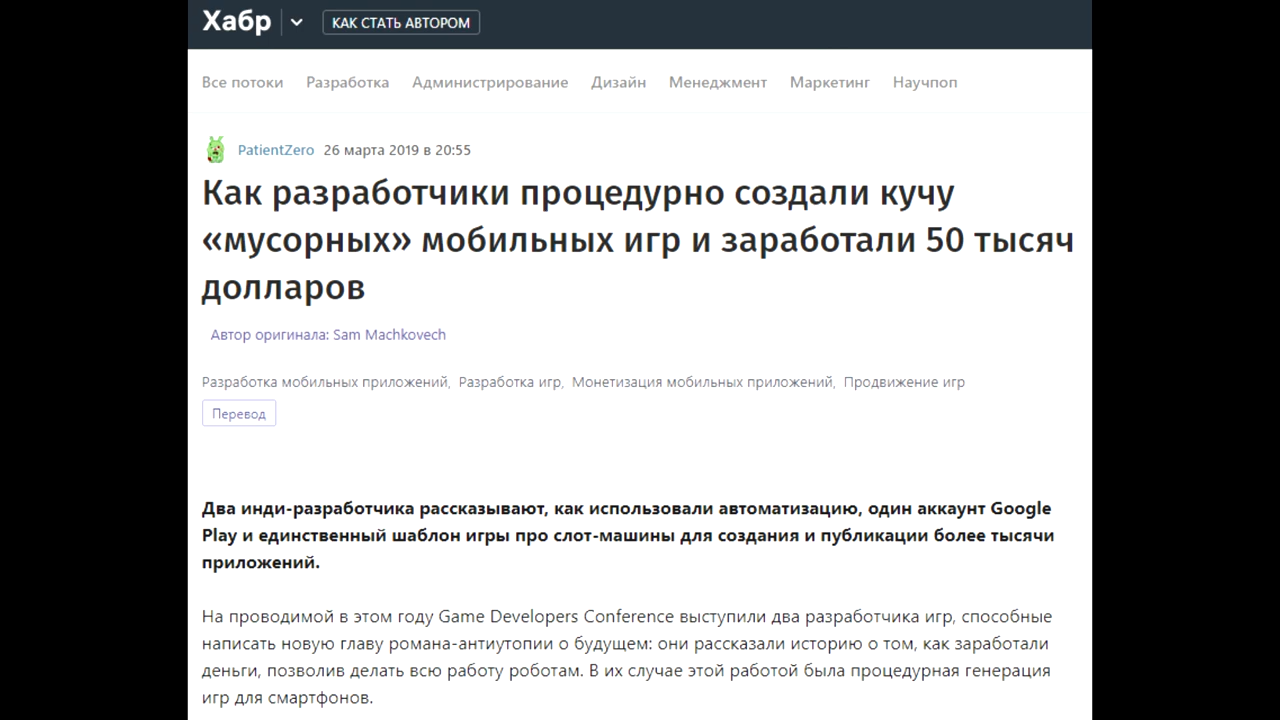 Хабр
КАК СТАТЬ АВТОРОМ
Все потоки Разработка Администрирование Дизайн Менеджмент Маркетинг Научпоп
PatientZero 26 марта 2019 в 20:55
Как разработчики процедурно создали кучу
«мусорных» мобильных игр и заработали 50 тысяч
долларов
Автор оригинала: Sam Machkovech
Разработка мобильных приложений, Разработка игр, Монетизация мобильных приложений, Продвижение игр
Перевод
Два инди-разработчика рассказывают, как использовали автоматизацию, один аккаунт Google
Play и единственный шаблон игры про слот-машины для создания и публикации более тысячи
приложений.
На проводимой в этом году Game Developers Conference выступили два разработчика игр, способные
написать новую главу романа-антиутопии о будущем: они рассказали историю о том, как заработали
деньги, позволив делать всю работу роботам. В их случае этой работой была процедурная генерация
игр для смартфонов.